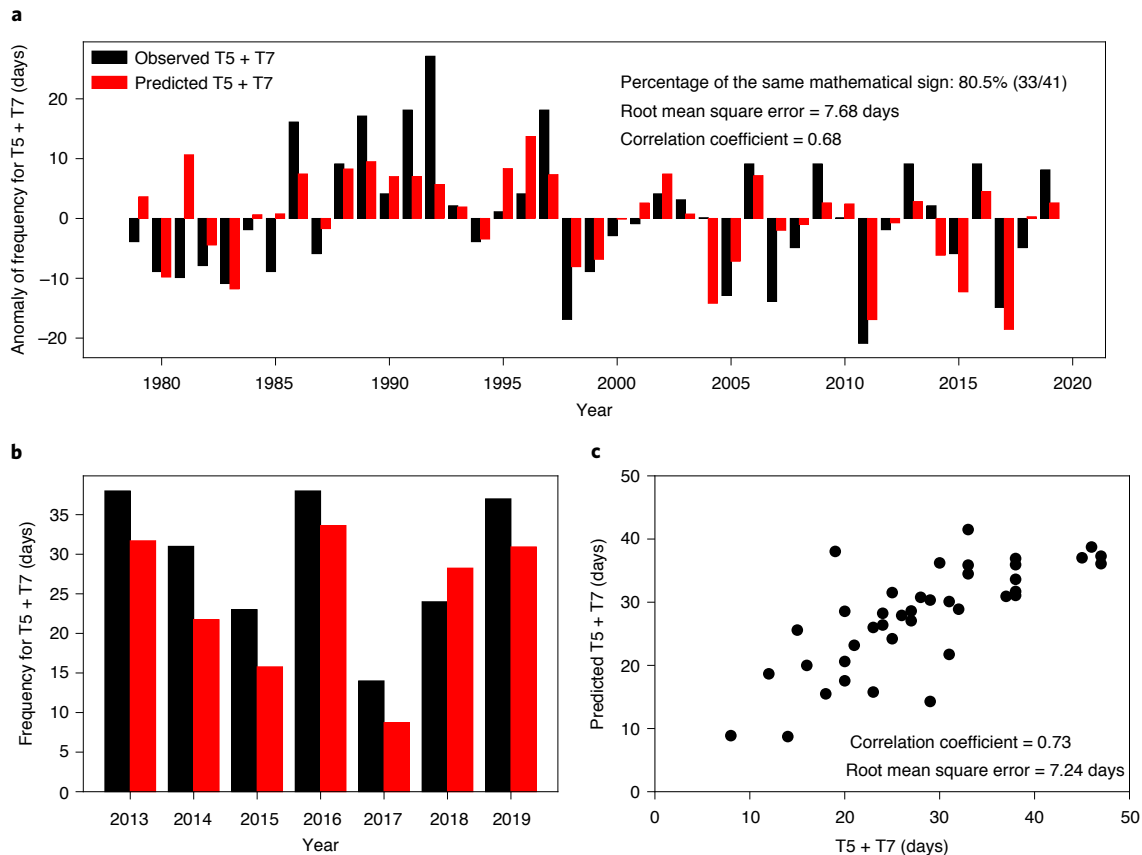 a
Anomaly of frequency for T5 + T7 (days)
Observed T5 + T7
Predicted T5 + T7
Percentage of the same mathematical sign: 80.5% (33/41)
Root mean square error = 7.68 days
Correlation coefficient = 0.68
20
10
0
–10
–20
1980 1985 1990 1995 2000 2005 2010 2015 2020
Year
b
Frequency for T5 + T7 (days)
35
30
25
20
15
10
5
0
2013 2014 2015 2016 2017 2018 2019
Year
c
Predicted T5 + T7 (days)
50
40
30
20
10
0
Correlation coefficient = 0.73
Root mean square error = 7.24 days
0 10 20 30 40 50
T5 + T7 (days)